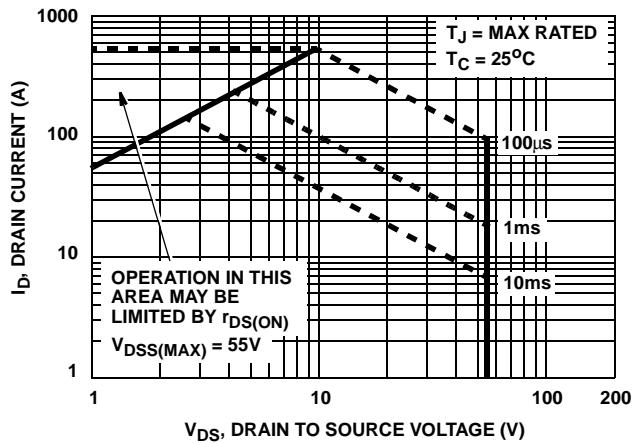 1000
T_J = MAX RATED
T_C = 25°C
100
100µs
I_D, DRAIN CURRENT (A)
10
1ms
OPERATION IN THIS
AREA MAY BE
LIMITED BY r_DS(ON)
10ms
V_DSS(MAX) = 55V
1
1
10
100
200
V_DS, DRAIN TO SOURCE VOLTAGE (V)